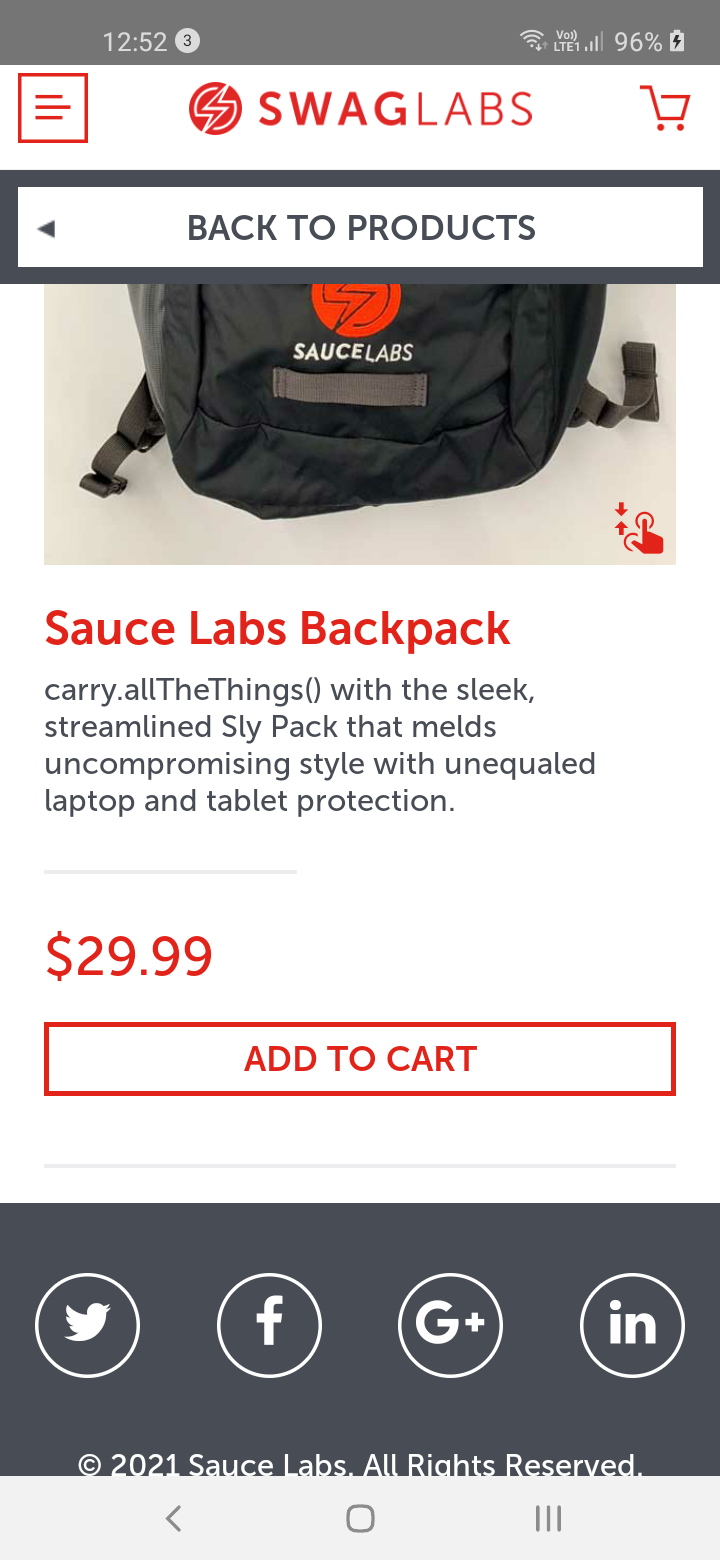 12:52 3 Vo)) LTE1 96%
SWAGLABS
BACK TO PRODUCTS
SAUCELABS
Sauce Labs Backpack
carry.allTheThings() with the sleek,
streamlined Sly Pack that melds
uncompromising style with unequaled
laptop and tablet protection.
$29.99
ADD TO CART
f G+ in
© 2021 Sauce Labs. All Rights Reserved.